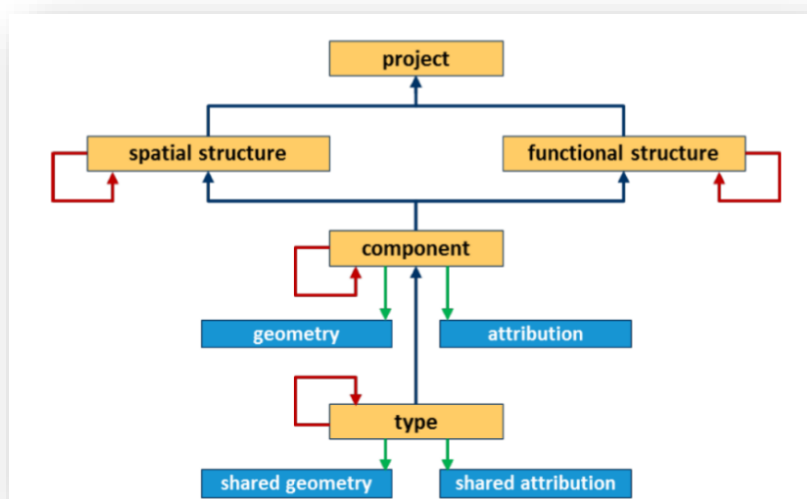 project
spatial structure
functional structure
component
geometry
attribution
type
shared geometry
shared attribution